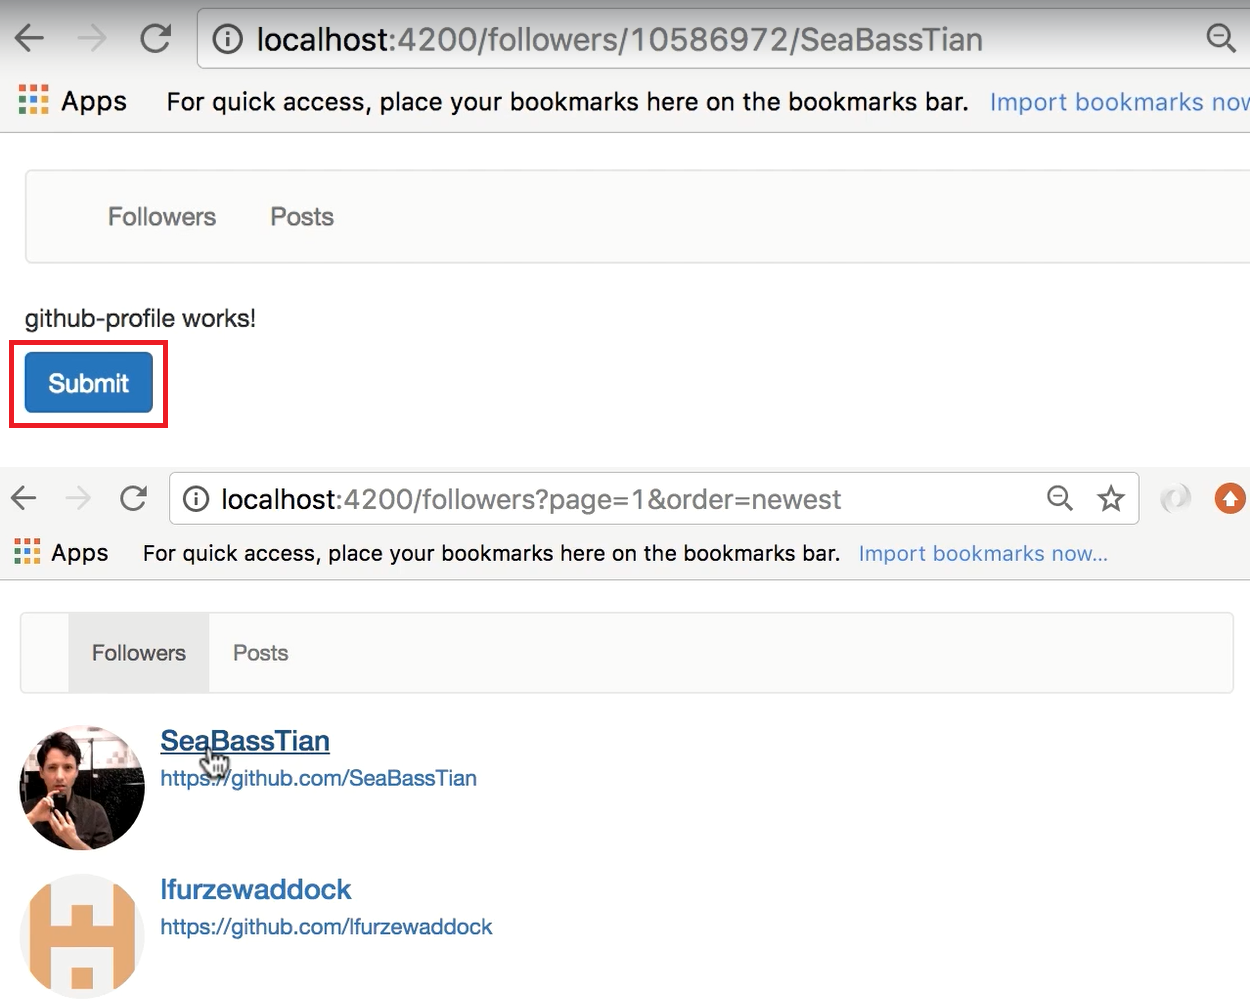 localhost:4200/followers/10586972/SeaBassTian
Apps For quick access, place your bookmarks here on the bookmarks bar. Import bookmarks now
Followers Posts
github-profile works!
Submit
localhost:4200/followers?page=1&order=newest
Apps For quick access, place your bookmarks here on the bookmarks bar. Import bookmarks now...
Followers Posts
SeaBassTian
https://github.com/SeaBassTian
lfurzewaddock
https://github.com/lfurzewaddock